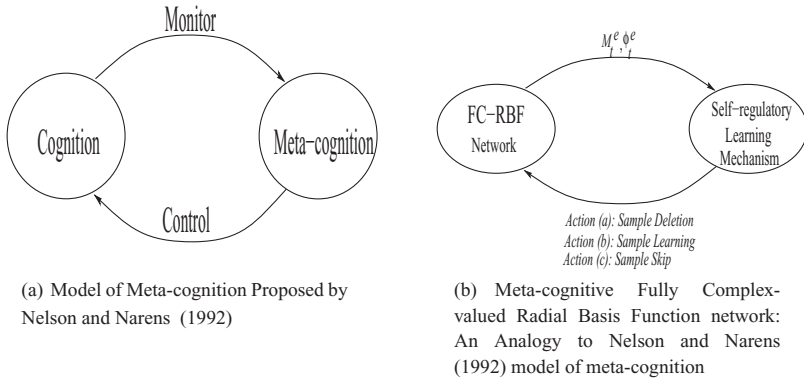 Monitor
Cognition
Meta-cognition
Control
(a) Model of Meta-cognition Proposed by
Nelson and Narens (1992)
M_t^e, ϕ_t^e
FC-RBF
Network
Self-regulatory
Learning
Mechanism
Action (a): Sample Deletion
Action (b): Sample Learning
Action (c): Sample Skip
(b) Meta-cognitive Fully Complex-
valued Radial Basis Function network:
An Analogy to Nelson and Narens
(1992) model of meta-cognition